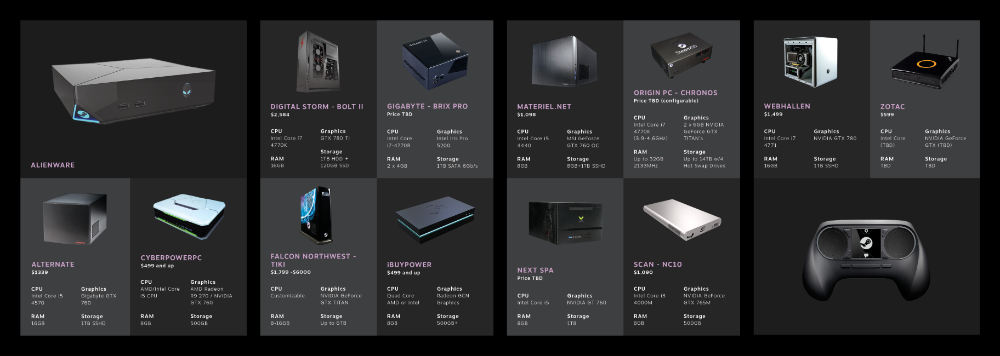 ALIENWARE
ALTERNATE
$1339
CPU
Intel Core i5
4570
Graphics
Gigabyte GTX
760
RAM
16GB
Storage
1TB SSHD
CYBERPOWERPC
$499 and up
CPU
AMD/Intel Core
i5 CPU
Graphics
AMD Radeon
R9 270 / NVIDIA
GTX 760
RAM
8GB
Storage
500GB
DIGITAL STORM - BOLT II
$2,584
CPU
Intel Core i7
4770K
Graphics
GTX 780 TI
RAM
16GB
Storage
1TB HDD +
120GB SSD
GIGABYTE
GIGABYTE - BRIX PRO
Price TBD
CPU
Intel Core
i7-4770R
Graphics
Intel Iris Pro
5200
RAM
2 x 4GB
Storage
1TB SATA 6Gb/s
FALCON NORTHWEST -
TIKI
$1,799 -$6000
CPU
Customizable
Graphics
NVIDIA GeForce
GTX TITAN
RAM
8-16GB
Storage
Up to 6TB
iBUYPOWER
$499 and up
CPU
Quad Core
AMD or Intel
Graphics
Radeon GCN
Graphics
RAM
8GB
Storage
500GB+
MATERIEL.NET
$1,098
CPU
Intel Core i5
4440
Graphics
MSI GeForce
GTX 760 OC
RAM
8GB
Storage
8GB+1TB SSHD
SteamOS
ORIGIN PC - CHRONOS
Price TBD (configurable)
CPU
Intel Core i7
4770K
(3.9-4.6GHz)
Graphics
2 x 6GB NVIDIA
GeForce GTX
TITAN's
RAM
Up to 32GB
2133MHz
Storage
Up to 14TB w/4
Hot Swap Drives
NEXT SPA
Price TBD
CPU
Intel Core i5
Graphics
NVIDIA GT 760
RAM
8GB
Storage
1TB
SCAN - NC10
$1,090
CPU
Intel Core i3
4000M
Graphics
NVIDIA GeForce
GTX 765M
RAM
8GB
Storage
500GB
WEBHALLEN
$1,499
CPU
Intel Core i7
4771
Graphics
NVIDIA GTX 780
RAM
16GB
Storage
1TB SSHD
ZOTAC
$599
CPU
Intel Core
(TBD)
Graphics
NVIDIA GeForce
GTX (TBD)
RAM
TBD
Storage
TBD